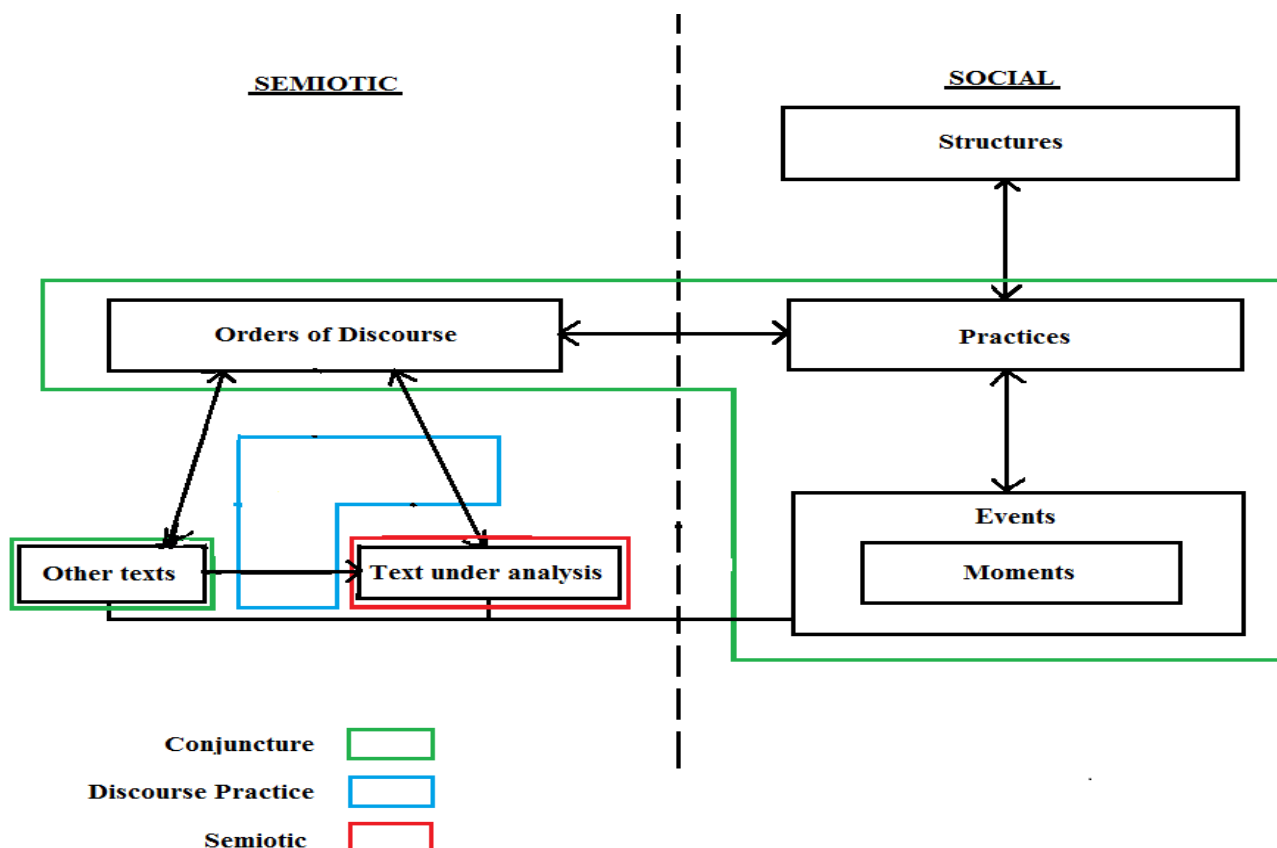 SEMIOTIC
SOCIAL
Structures
Orders of Discourse
Practices
Events
Other texts
Text under analysis
Moments
Conjuncture
Discourse Practice
Semiotic